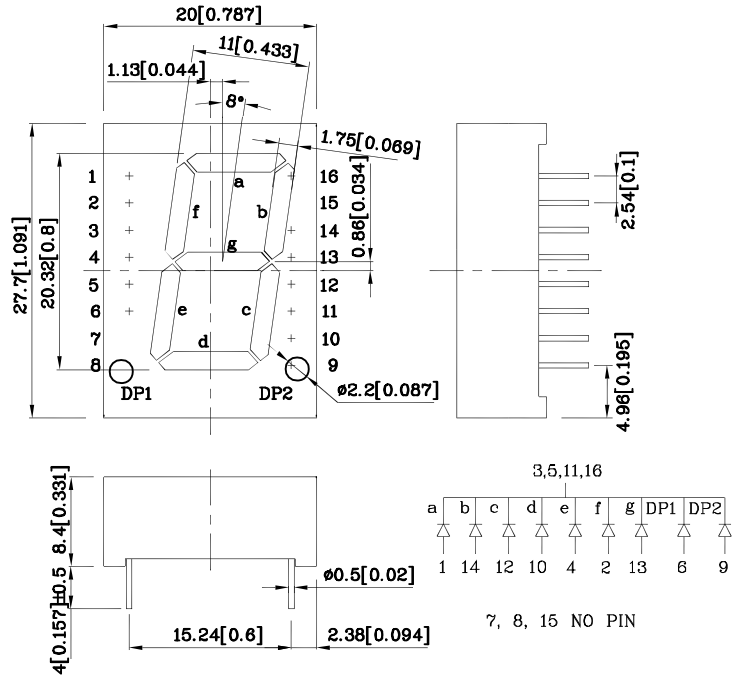 20[0.787]
11[0.433]
1.13[0.044]
8°
1.75[0.069]
1 16
2 15
3 14
4 13
5 12
6 11
7 10
8 9
a
f b
g
e c
d
DP1 DP2
27.7[1.091]
20.32[0.8]
0.86[0.034]
ø2.2[0.087]
2.54[0.1]
4.96[0.195]
8.4[0.331]
4[0.157]±0.5
ø0.5[0.02]
15.24[0.6]
2.38[0.094]
3,5,11,16
a b c d e f g DP1 DP2
1 14 12 10 4 2 13 6 9
7, 8, 15 NO PIN